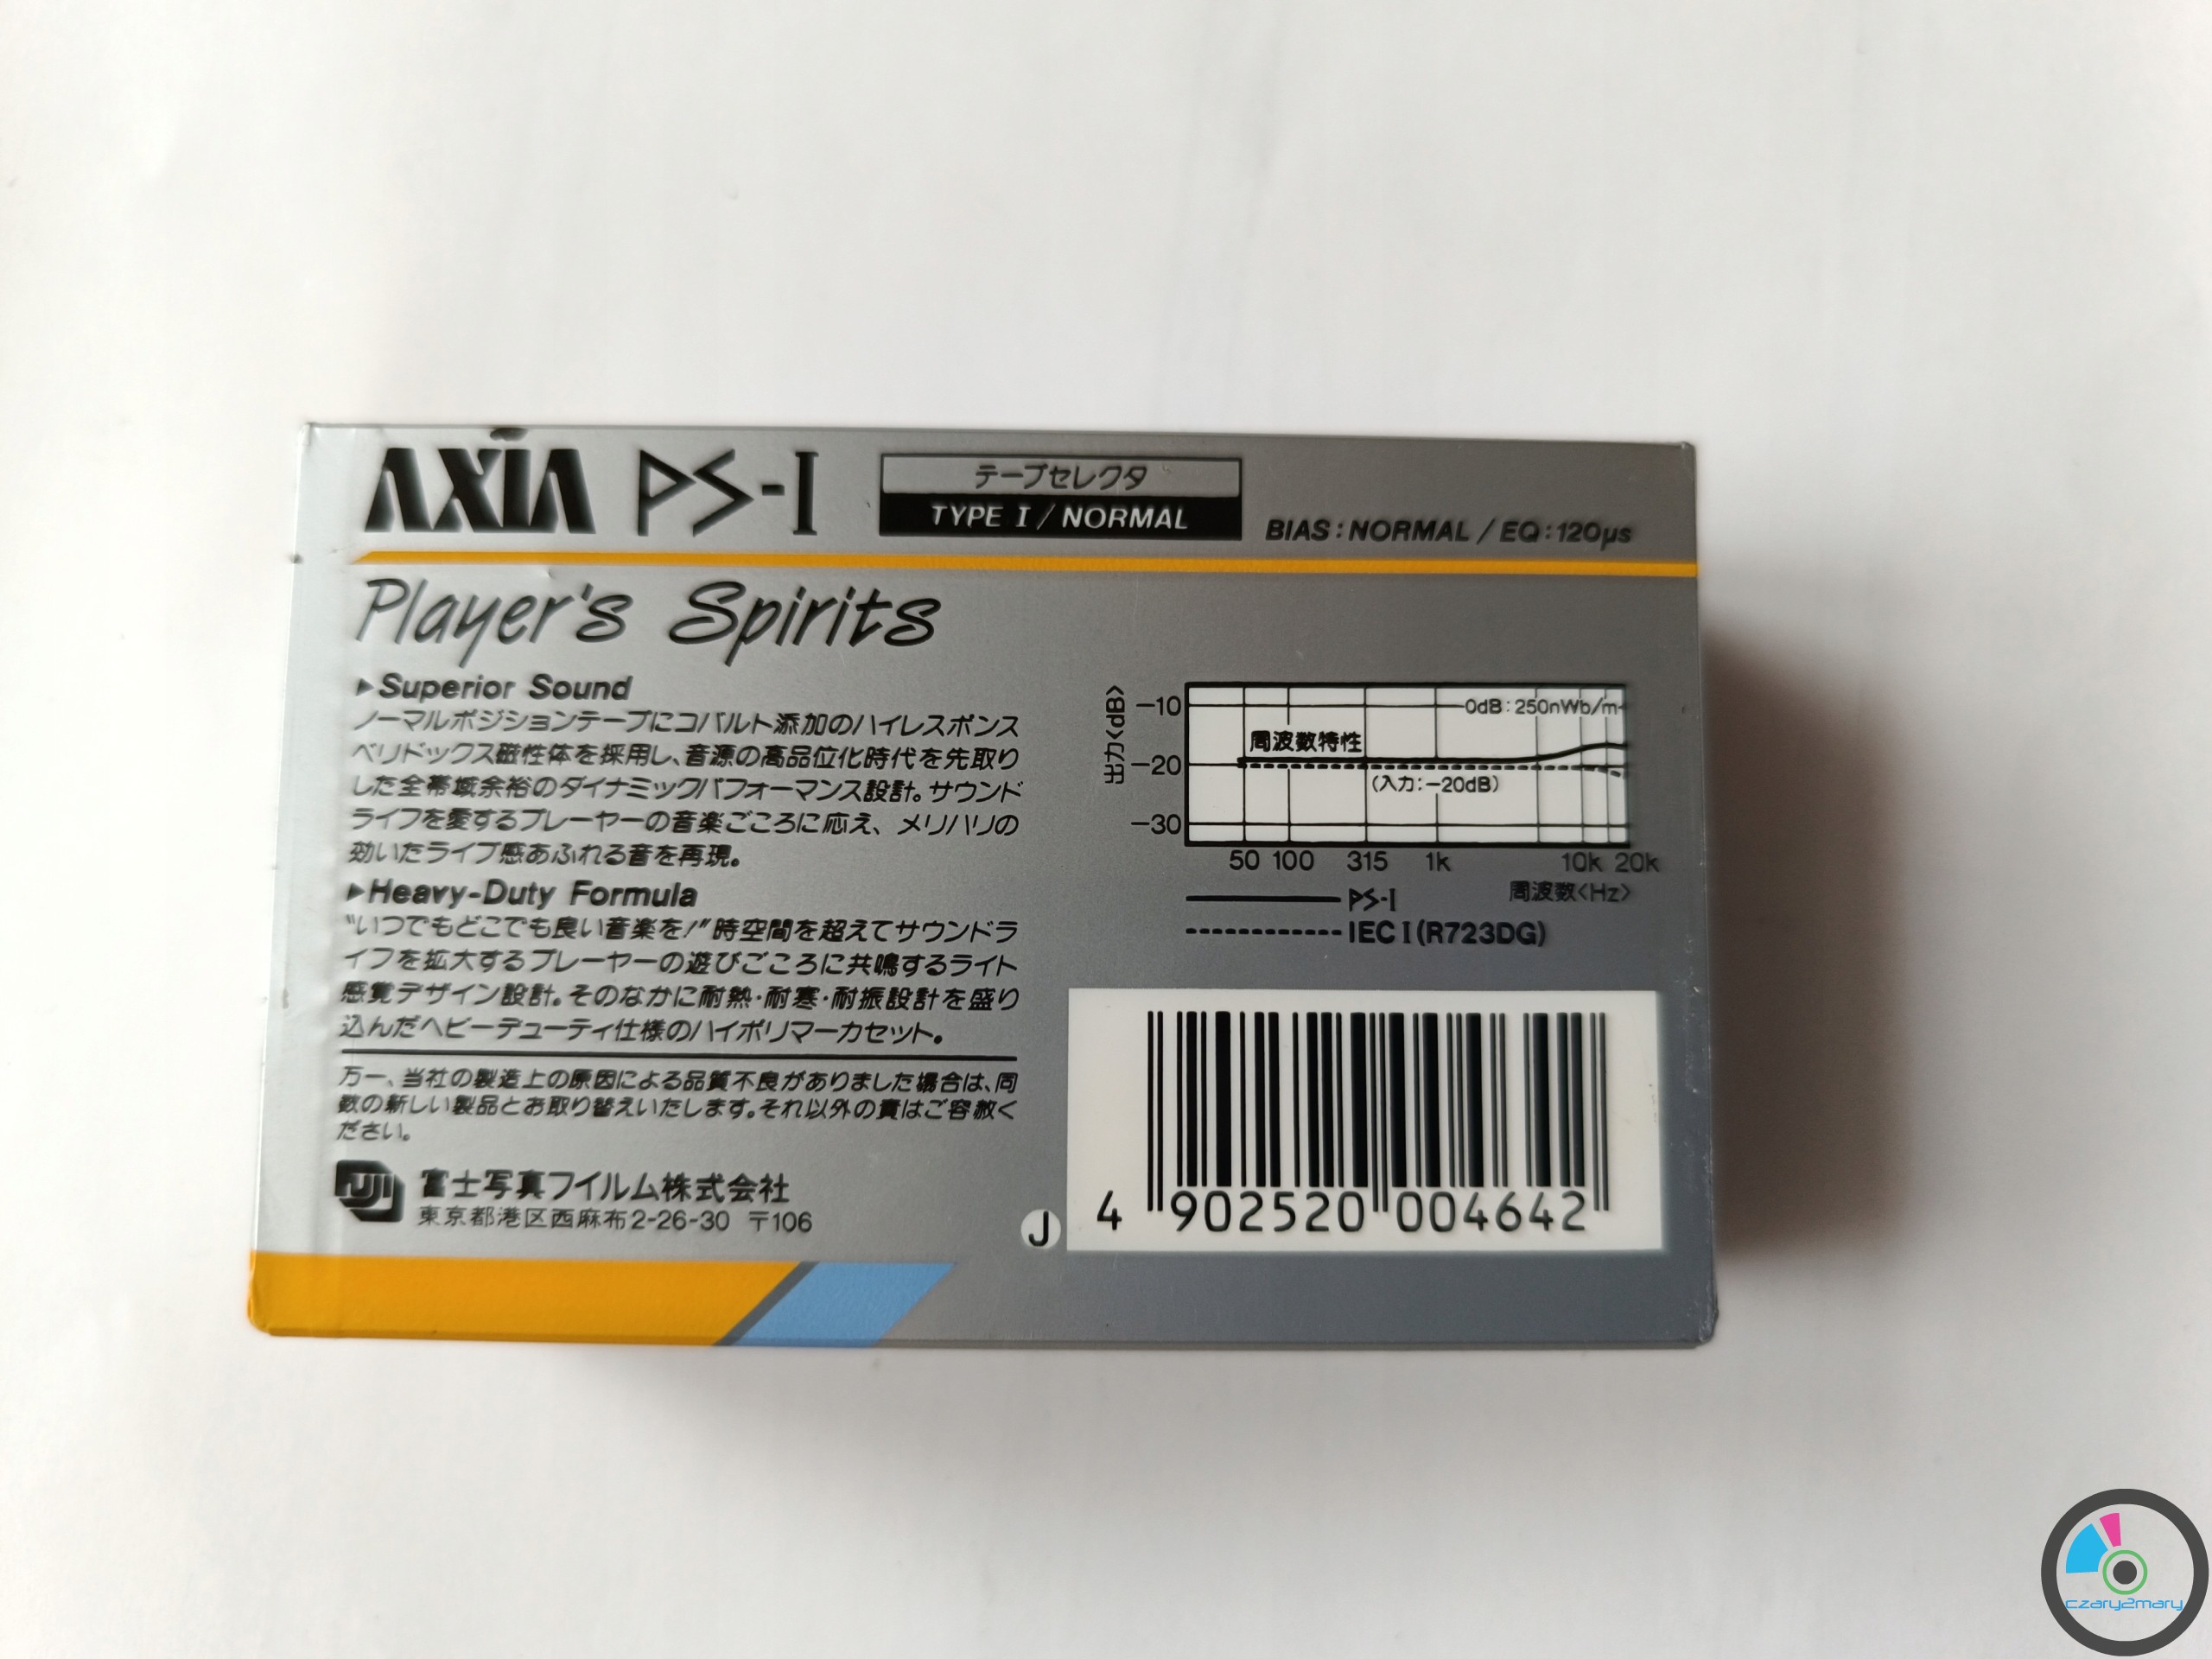 AXIA PS-I
テープセレクタ
TYPE I / NORMAL
BIAS : NORMAL / EQ : 120μs
Player's Spirits
▶Superior Sound
ノーマルポジションテープにコバルト添加のハイレスポンス
ベリドックス磁性体を採用し、音源の高品位化時代を先取り
した全帯域余裕のダイナミックパフォーマンス設計。サウンド
ライフを愛するプレーヤーの音楽ごころに応え、メリハリの
効いたライブ感あふれる音を再現。
▶Heavy-Duty Formula
"いつでもどこでも良い音楽を!"時空間を超えてサウンドラ
イフを拡大するプレーヤーの遊びごころに共鳴するライト
感覚デザイン設計。そのなかに耐熱・耐寒・耐振設計を盛り
込んだヘビーデューティ仕様のハイポリマーカセット。
万一、当社の製造上の原因による品質不良がありました場合は、同
数の新しい製品とお取り替えいたします。それ以外の責はご容赦く
ださい。
FUJI 富士写真フイルム株式会社
東京都港区西麻布2-26-30 〒106
出力<dB>
-10
-20
-30
0dB : 250nWb/m
周波数特性
(入力:-20dB)
50 100 315 1k 10k 20k
周波数<Hz>
PS-I
IEC I (R723DG)
J
4 902520 004642
czary2mary